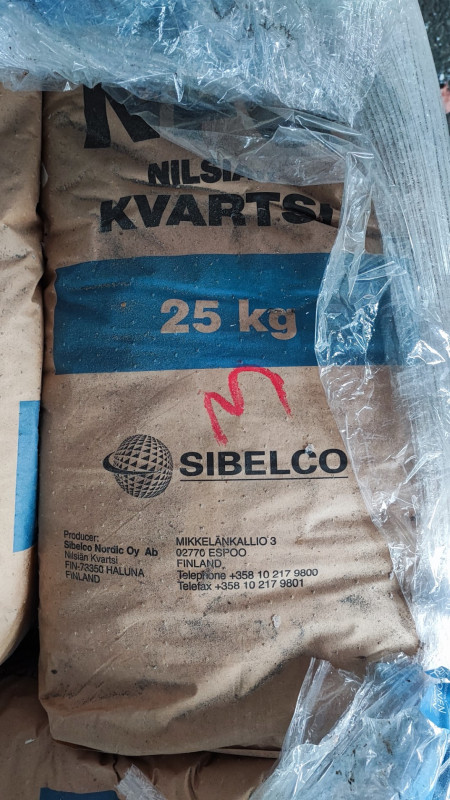 NILSIÄ
KVARTSI
25 kg
SIBELCO
Producer:
Sibelco Nordic Oy Ab
Nilsiän Kvartsi
FIN-73350 HALUNA
FINLAND
MIKKELÄNKALLIO 3
02770 ESPOO
FINLAND,
Telephone +358 10 217 9800
Telefax +358 10 217 9801